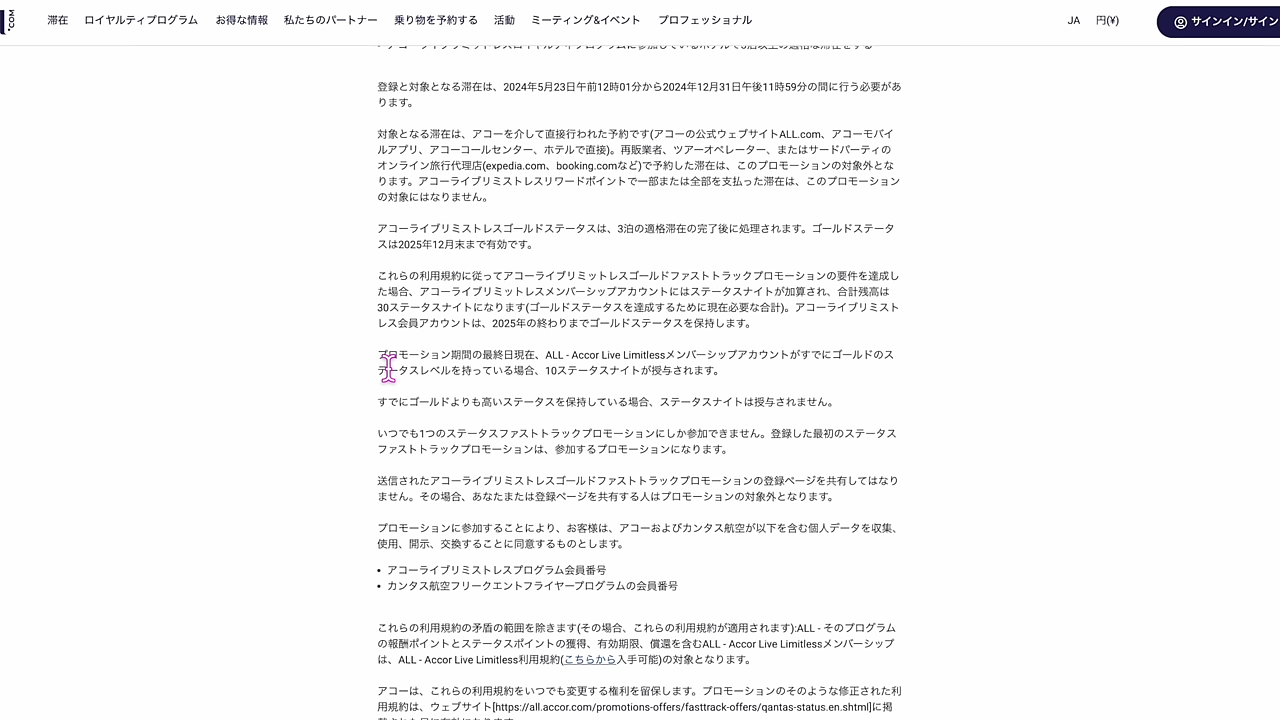 .COM
滞在 ロイヤルティプログラム お得な情報 私たちのパートナー 乗り物を予約する 活動 ミーティング&イベント プロフェッショナル JA 円(¥) サインイン/サイン
登録と対象となる滞在は、2024年5月23日午前12時01分から2024年12月31日午後11時59分の間に行う必要があ
ります。
対象となる滞在は、アコーを介して直接行われた予約です(アコーの公式ウェブサイトALL.com、アコーモバイ
ルアプリ、アコーコールセンター、ホテルで直接)。再販業者、ツアーオペレーター、またはサードパーティの
オンライン旅行代理店(expedia.com、booking.comなど)で予約した滞在は、このプロモーションの対象外とな
ります。アコーライブリミストレスリワードポイントで一部または全部を支払った滞在は、このプロモーション
の対象にはなりません。
アコーライブリミストレスゴールドステータスは、3泊の適格滞在の完了後に処理されます。ゴールドステータ
スは2025年12月末まで有効です。
これらの利用規約に従ってアコーライブリミットレスゴールドファストトラックプロモーションの要件を達成し
た場合、アコーライブリミトレスメンバーシップアカウントにはステータスナイトが加算され、合計残高は
30ステータスナイトになります(ゴールドステータスを達成するために現在必要な合計)。アコーライブリミスト
レス会員アカウントは、2025年の終わりまでゴールドステータスを保持します。
プロモーション期間の最終日現在、ALL - Accor Live Limitlessメンバーシップアカウントがすでにゴールドのス
テータスレベルを持っている場合、10ステータスナイトが授与されます。
すでにゴールドよりも高いステータスを保持している場合、ステータスナイトは授与されません。
いつでも1つのステータスファストトラックプロモーションにしか参加できません。登録した最初のステータス
ファストトラックプロモーションは、参加するプロモーションになります。
送信されたアコーライブリミストレスゴールドファストトラックプロモーションの登録ページを共有してはなり
ません。その場合、あなたまたは登録ページを共有する人はプロモーションの対象外となります。
プロモーションに参加することにより、お客様は、アコーおよびカンタス航空が以下を含む個人データを収集、
使用、開示、交換することに同意するものとします。
• アコーライブリミストレスプログラム会員番号
• カンタス航空フリークエントフライヤープログラムの会員番号
これらの利用規約の矛盾の範囲を除きます(その場合、これらの利用規約が適用されます):ALL - そのプログラム
の報酬ポイントとステータスポイントの獲得、有効期限、償還を含むALL - Accor Live Limitlessメンバーシップ
は、ALL - Accor Live Limitless利用規約(こちらから入手可能)の対象となります。
アコーは、これらの利用規約をいつでも変更する権利を留保します。プロモーションのそのような修正された利
用規約は、ウェブサイト[https://all.accor.com/promotions-offers/fasttrack-offers/qantas-status.en.shtml]に掲